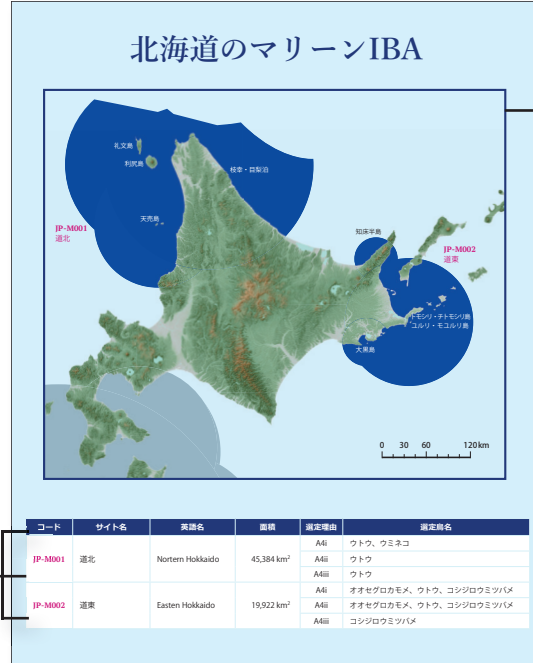 北海道のマリーンIBA
礼文島
利尻島
枝幸・目梨泊
天売島
JP-M001
道北
知床半島
JP-M002
道東
トモシリ・チトモシリ島
ユルリ・モユルリ島
大黒島
0 30 60 120km
コード サイト名 英語名 面積 選定理由 選定鳥名
JP-M001 道北 Nortern Hokkaido 45,384 km² A4i ウトウ、ウミネコ
A4ii ウトウ
A4iii ウトウ
JP-M002 道東 Easten Hokkaido 19,922 km² A4i オオセグロカモメ、ウトウ、コシジロウミツバメ
A4ii オオセグロカモメ、ウトウ、コシジロウミツバメ
A4iii コシジロウミツバメ